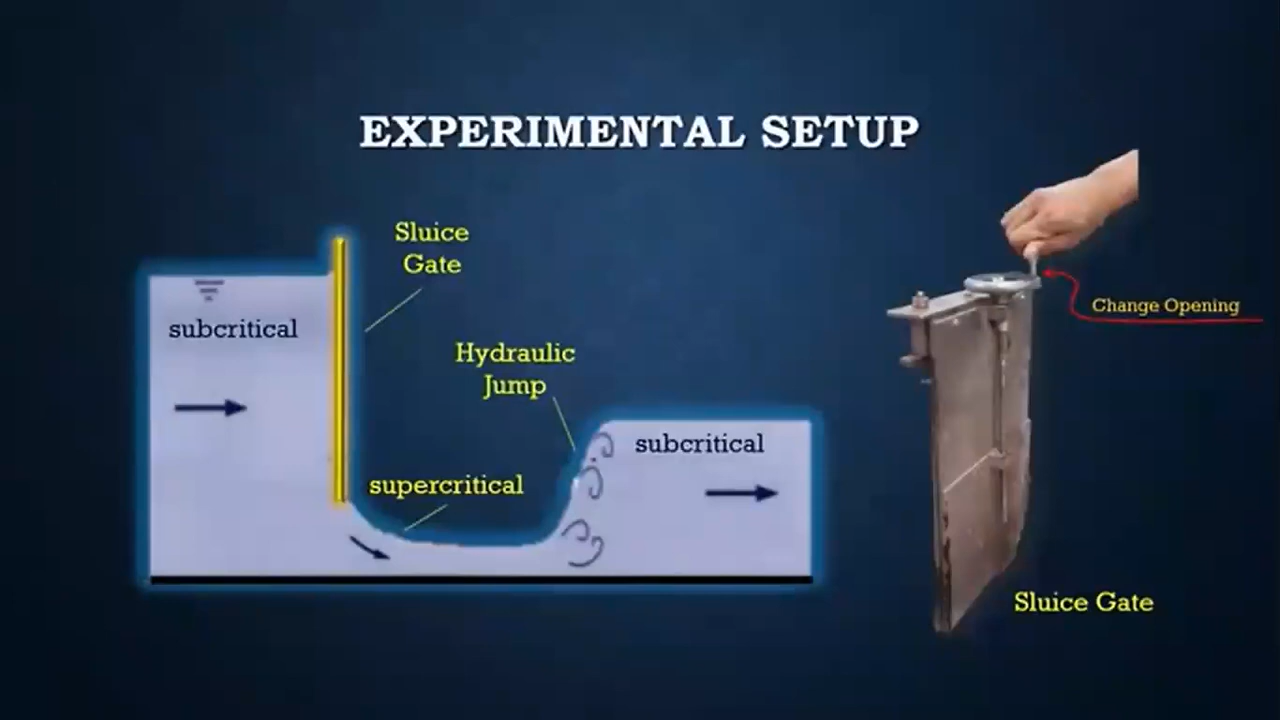 EXPERIMENTAL SETUP
Sluice
Gate
subcritical
Hydraulic
Jump
subcritical
supercritical
Change Opening
Sluice Gate